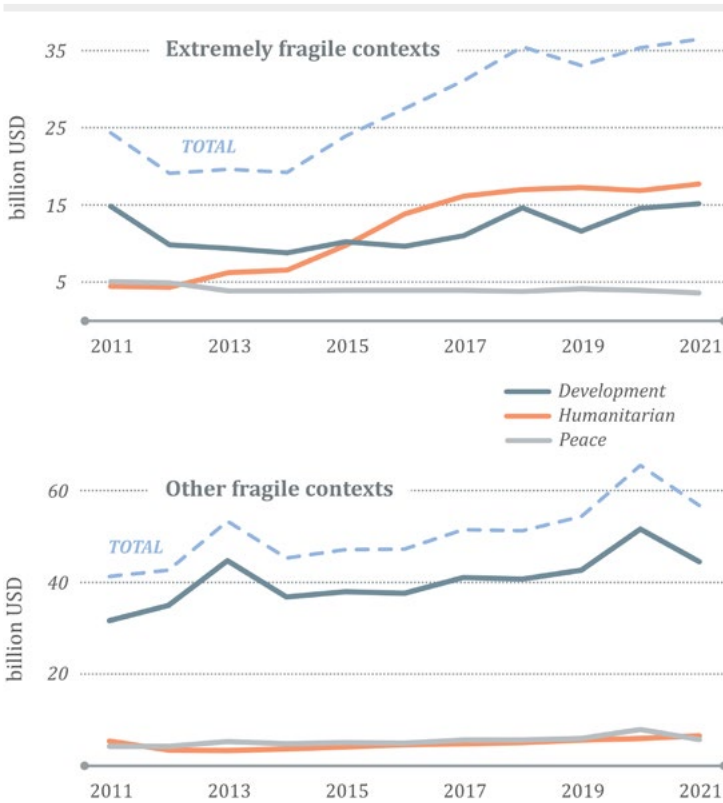 35
Extremely fragile contexts
TOTAL
25
billion USD
15
5
2011 2013 2015 2017 2019 2021
Development
Humanitarian
Peace
60
Other fragile contexts
TOTAL
40
billion USD
20
2011 2013 2015 2017 2019 2021